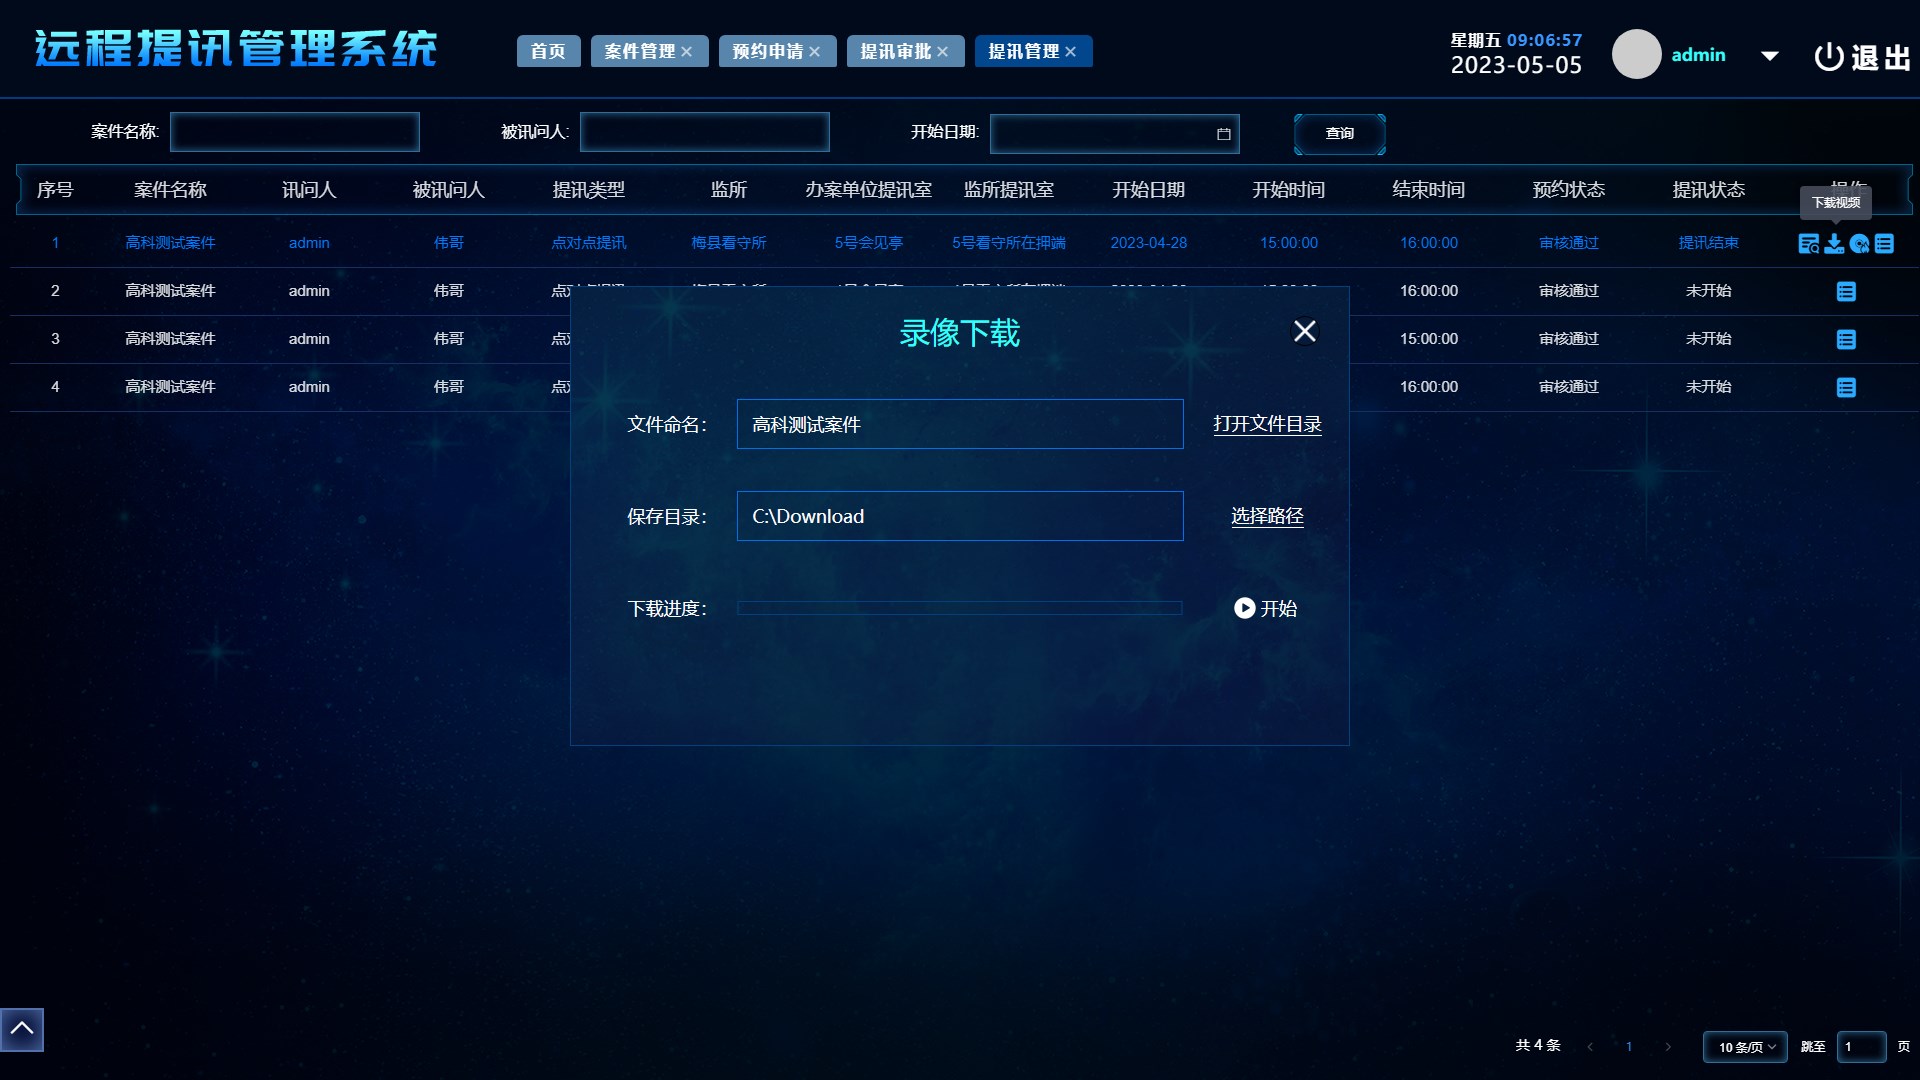 远程提讯管理系统
首页 案件管理 预约申请 提讯审批 提讯管理
星期五 09:06:57
2023-05-05
admin
退出
案件名称: 被讯问人: 开始日期: 查询
序号 案件名称 讯问人 被讯问人 提讯类型 监所 办案单位提讯室 监所提讯室 开始日期 开始时间 结束时间 预约状态 提讯状态 操作
下载视频
1 高科测试案件 admin 伟哥 点对点提讯 梅县看守所 5号会见亭 5号看守所在押端 2023-04-28 15:00:00 16:00:00 审核通过 提讯结束
2 高科测试案件 admin 伟哥 点对点提讯 16:00:00 审核通过 未开始
3 高科测试案件 admin 伟哥 点 15:00:00 审核通过 未开始
4 高科测试案件 admin 伟哥 点 16:00:00 审核通过 未开始
录像下载
文件命名: 高科测试案件 打开文件目录
保存目录: C:\Download 选择路径
下载进度: 开始
共 4 条 1 10 条/页 跳至 1 页